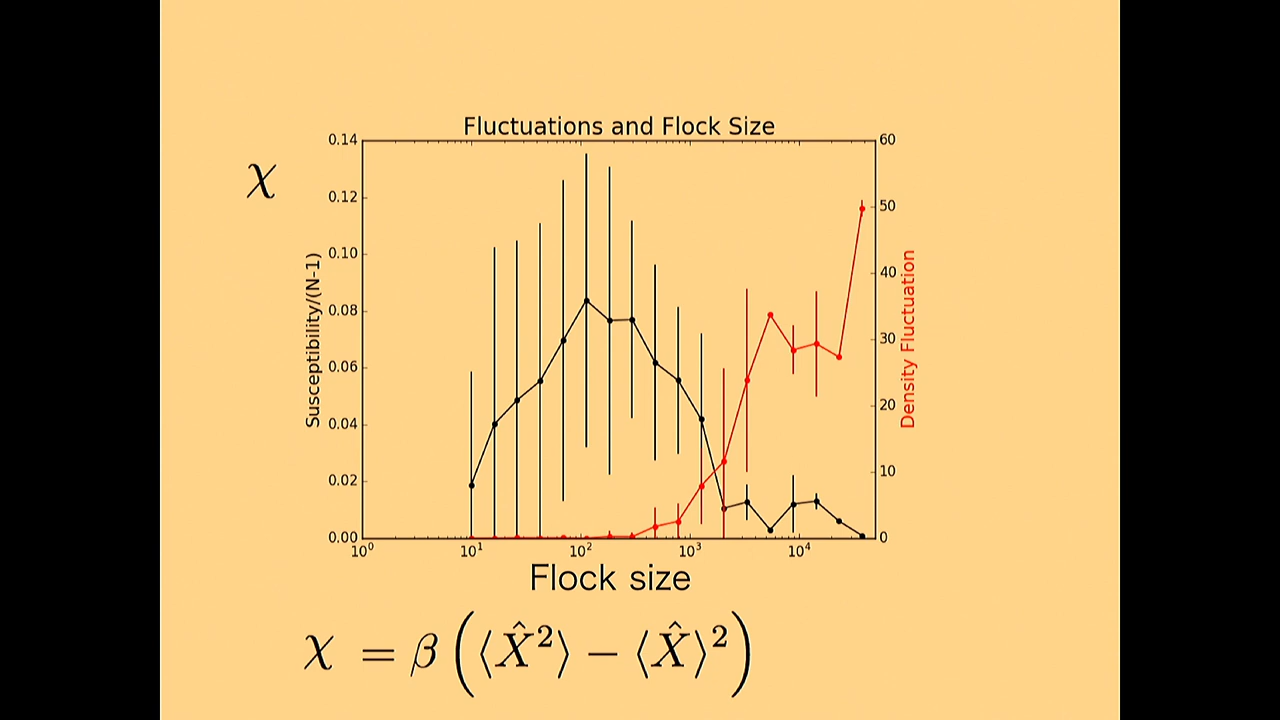 Fluctuations and Flock Size
χ
Susceptibility/(N-1)
0.14
0.12
0.10
0.08
0.06
0.04
0.02
0.00
60
50
40
30
20
10
0
Density Fluctuation
10⁰ 10¹ 10² 10³ 10⁴
Flock size
χ = β (⟨X̂²⟩ − ⟨X̂⟩²)